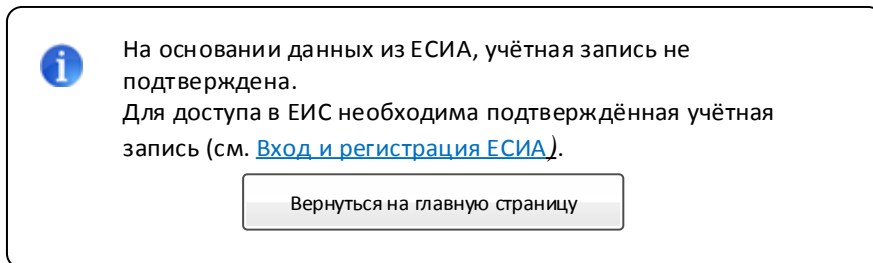 На основании данных из ЕСИА, учётная запись не
подтверждена.
Для доступа в ЕИС необходима подтверждённая учётная
запись (см. Вход и регистрация ЕСИА).
Вернуться на главную страницу